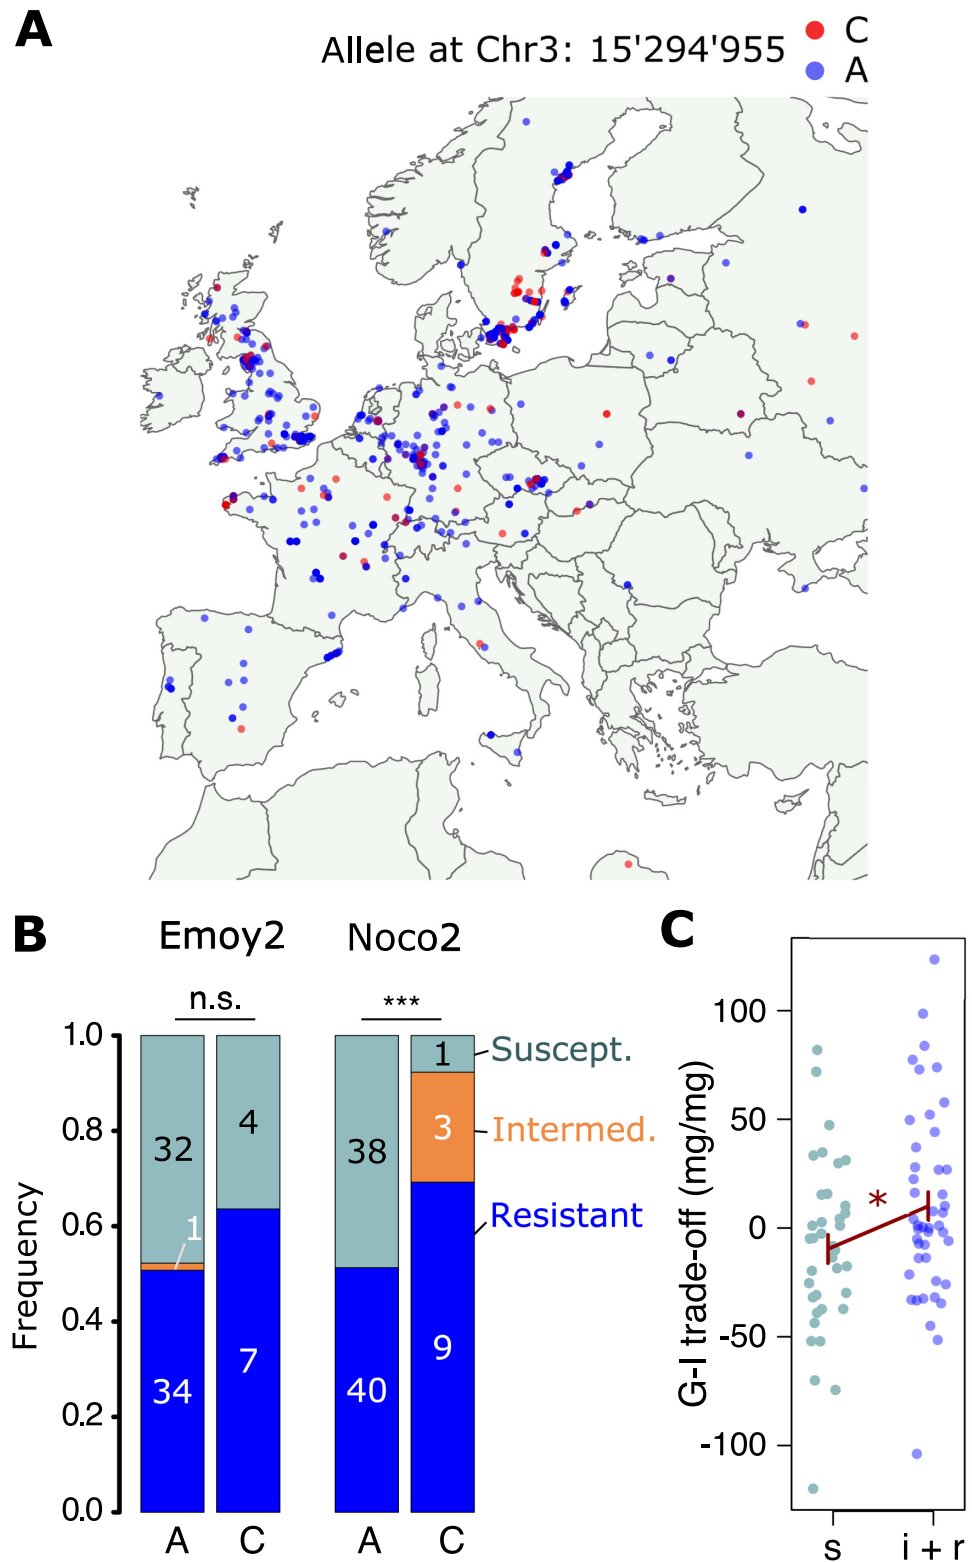 A
Allele at Chr3: 15'294'955
C
A
B
Emoy2
Noco2
n.s.
***
Frequency
1.0
0.8
0.6
0.4
0.2
0.0
32
1
34
4
7
38
40
1
3
9
Suscept.
Intermed.
Resistant
A
C
A
C
C
G-I trade-off (mg/mg)
100
50
0
-50
-100
*
s
i + r